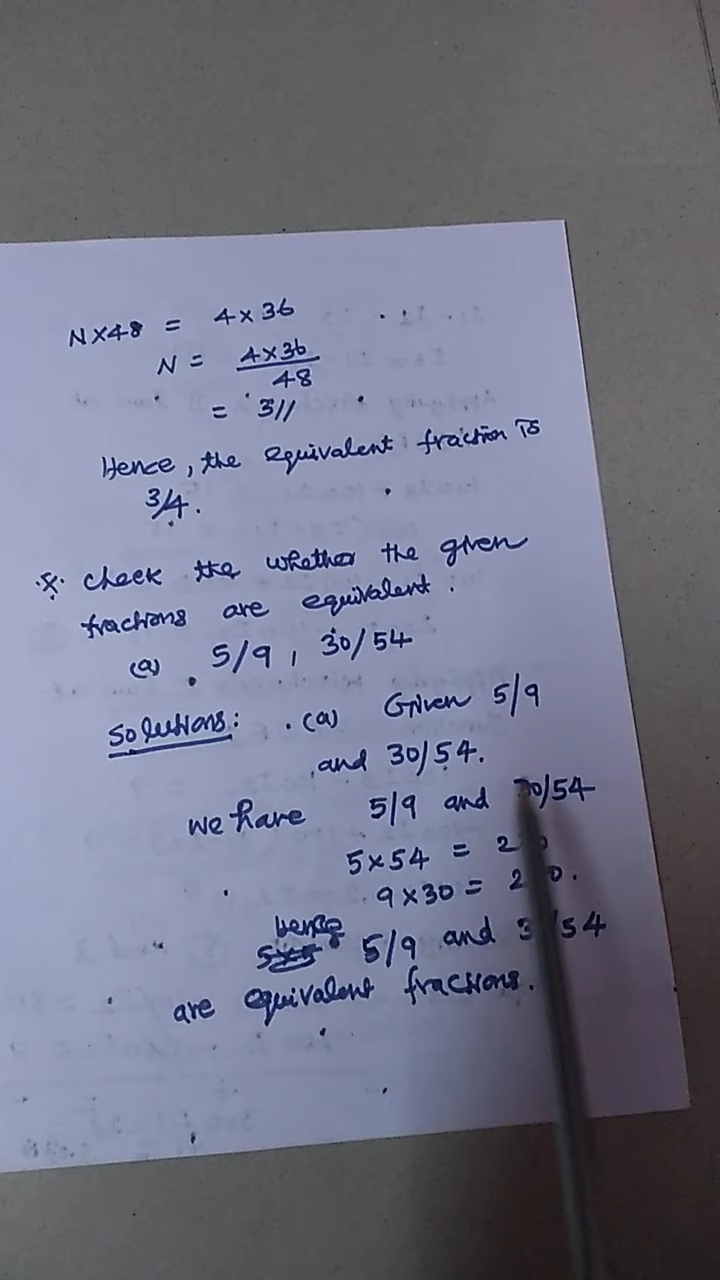 N×48 = 4×36
N = 4×36/48
= 3//
Hence, the equivalent fraction is
3/4.
* check the whether the given
fractions are equivalent.
(a) 5/9, 30/54
Solutions: (a) Given 5/9
and 30/54.
we have 5/9 and 30/54
5×54 =
9×30 =
hence 5/9 and /54
are equivalent fractions.